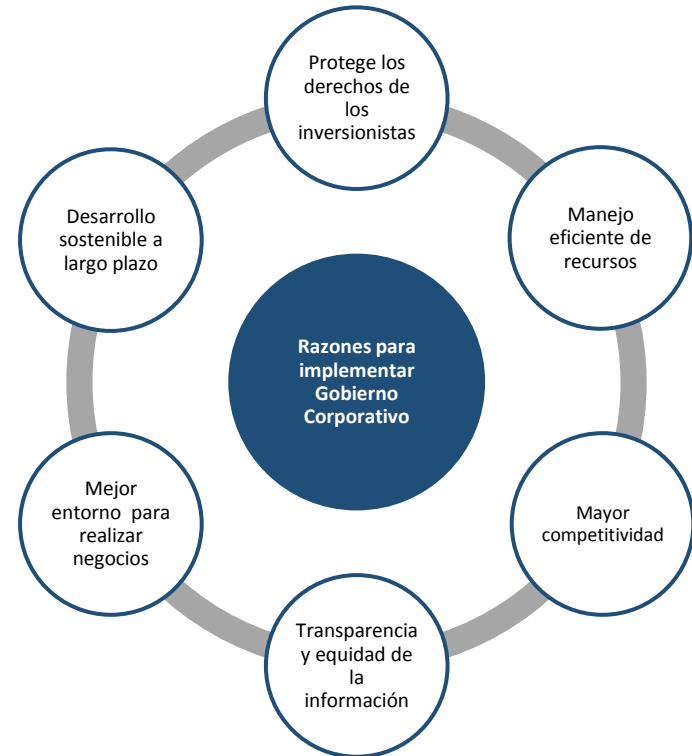 Protege los
derechos de
los
inversionistas
Manejo
eficiente de
recursos
Mayor
competitividad
Transparencia
y equidad de
la
información
Mejor
entorno para
realizar
negocios
Desarrollo
sostenible a
largo plazo
Razones para
implementar
Gobierno
Corporativo